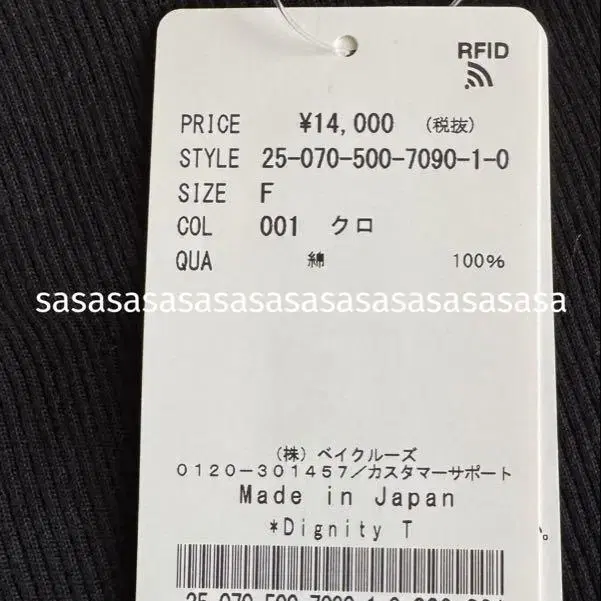 RFID
PRICE ¥14,000 (税抜)
STYLE 25-070-500-7090-1-0
SIZE F
COL 001 クロ
QUA 綿 100%
sasasasasasasasasasasasasasasasa
(株) ベイクルーズ
0120-301457/カスタマーサポート
Made in Japan
*Dignity T